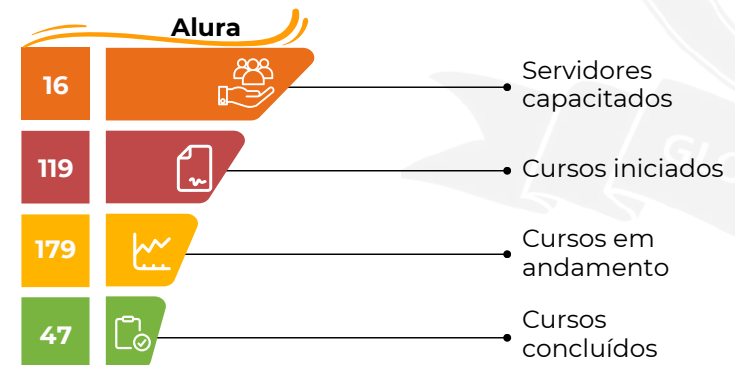 Alura
16
Servidores
capacitados
119
Cursos iniciados
179
Cursos em
andamento
47
Cursos
concluídos